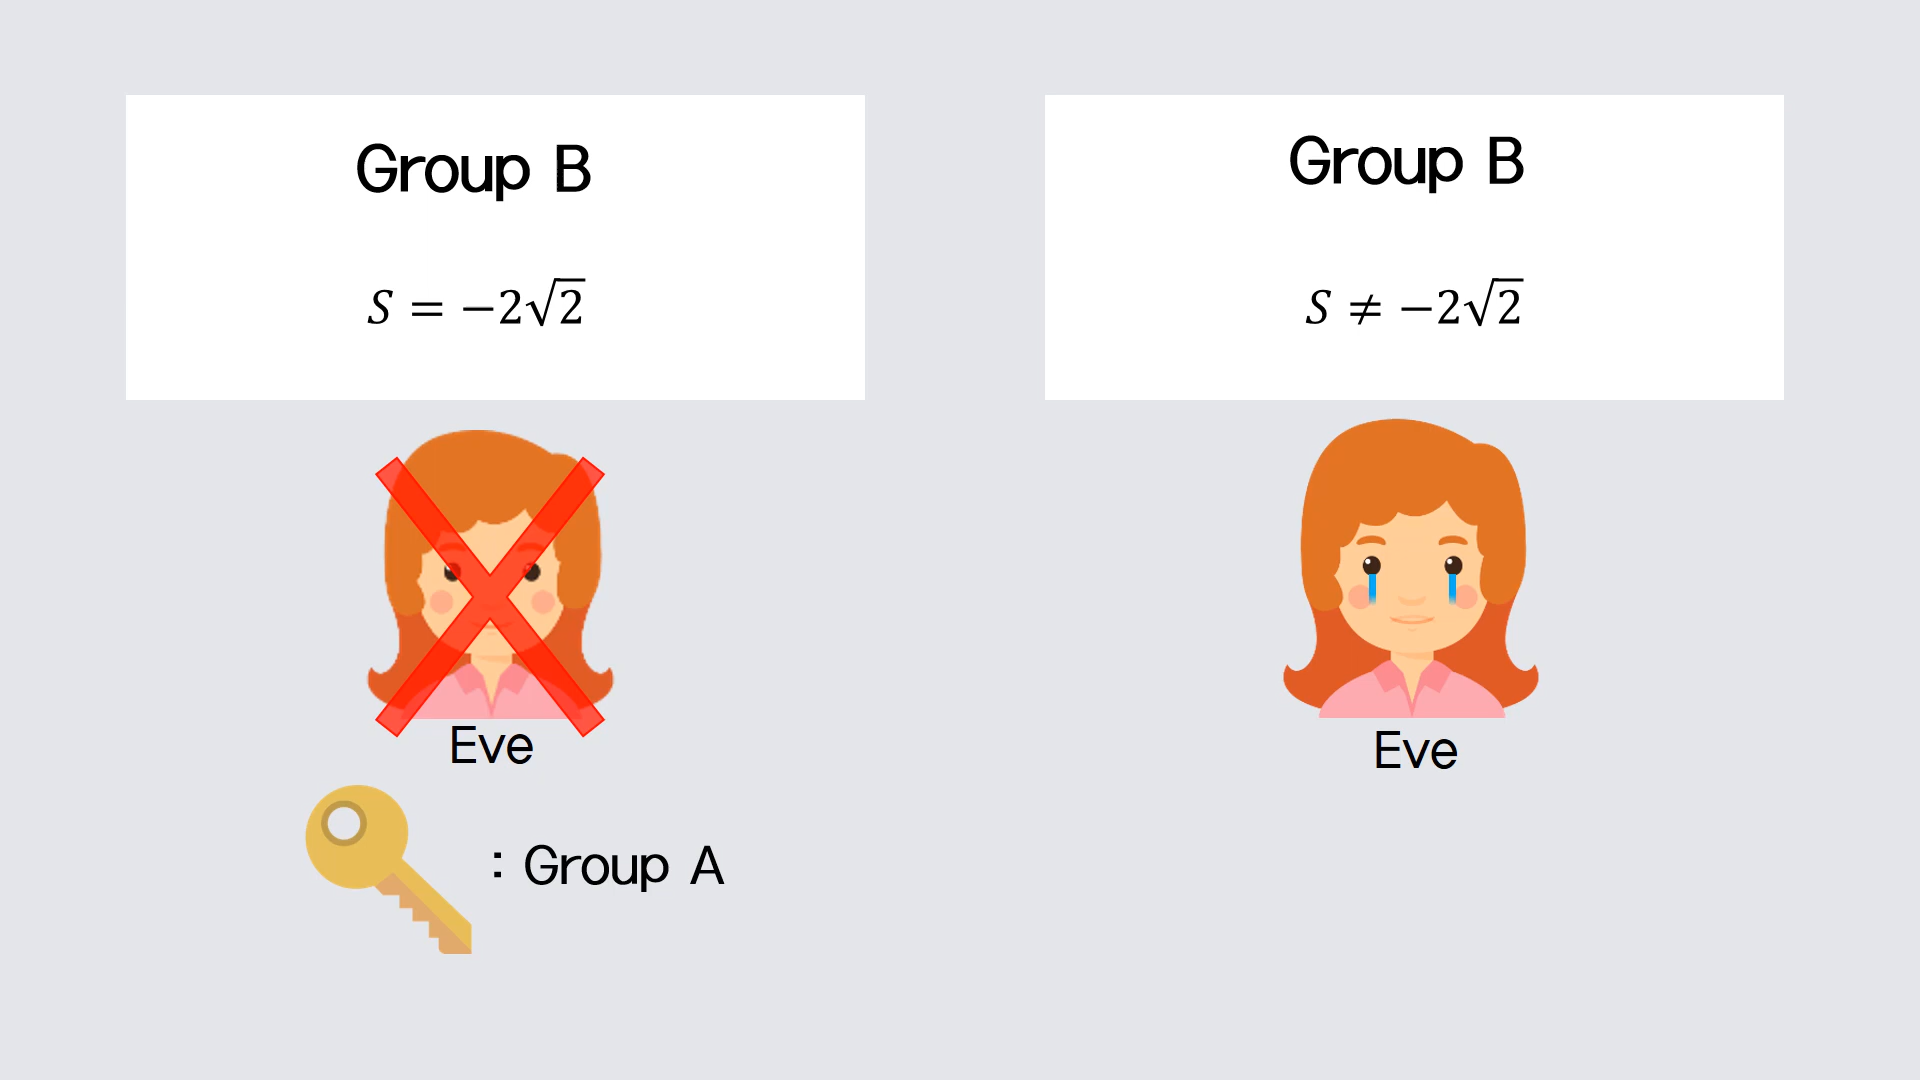 Group B
S = −2√2
Eve
: Group A
Group B
S ≠ −2√2
Eve